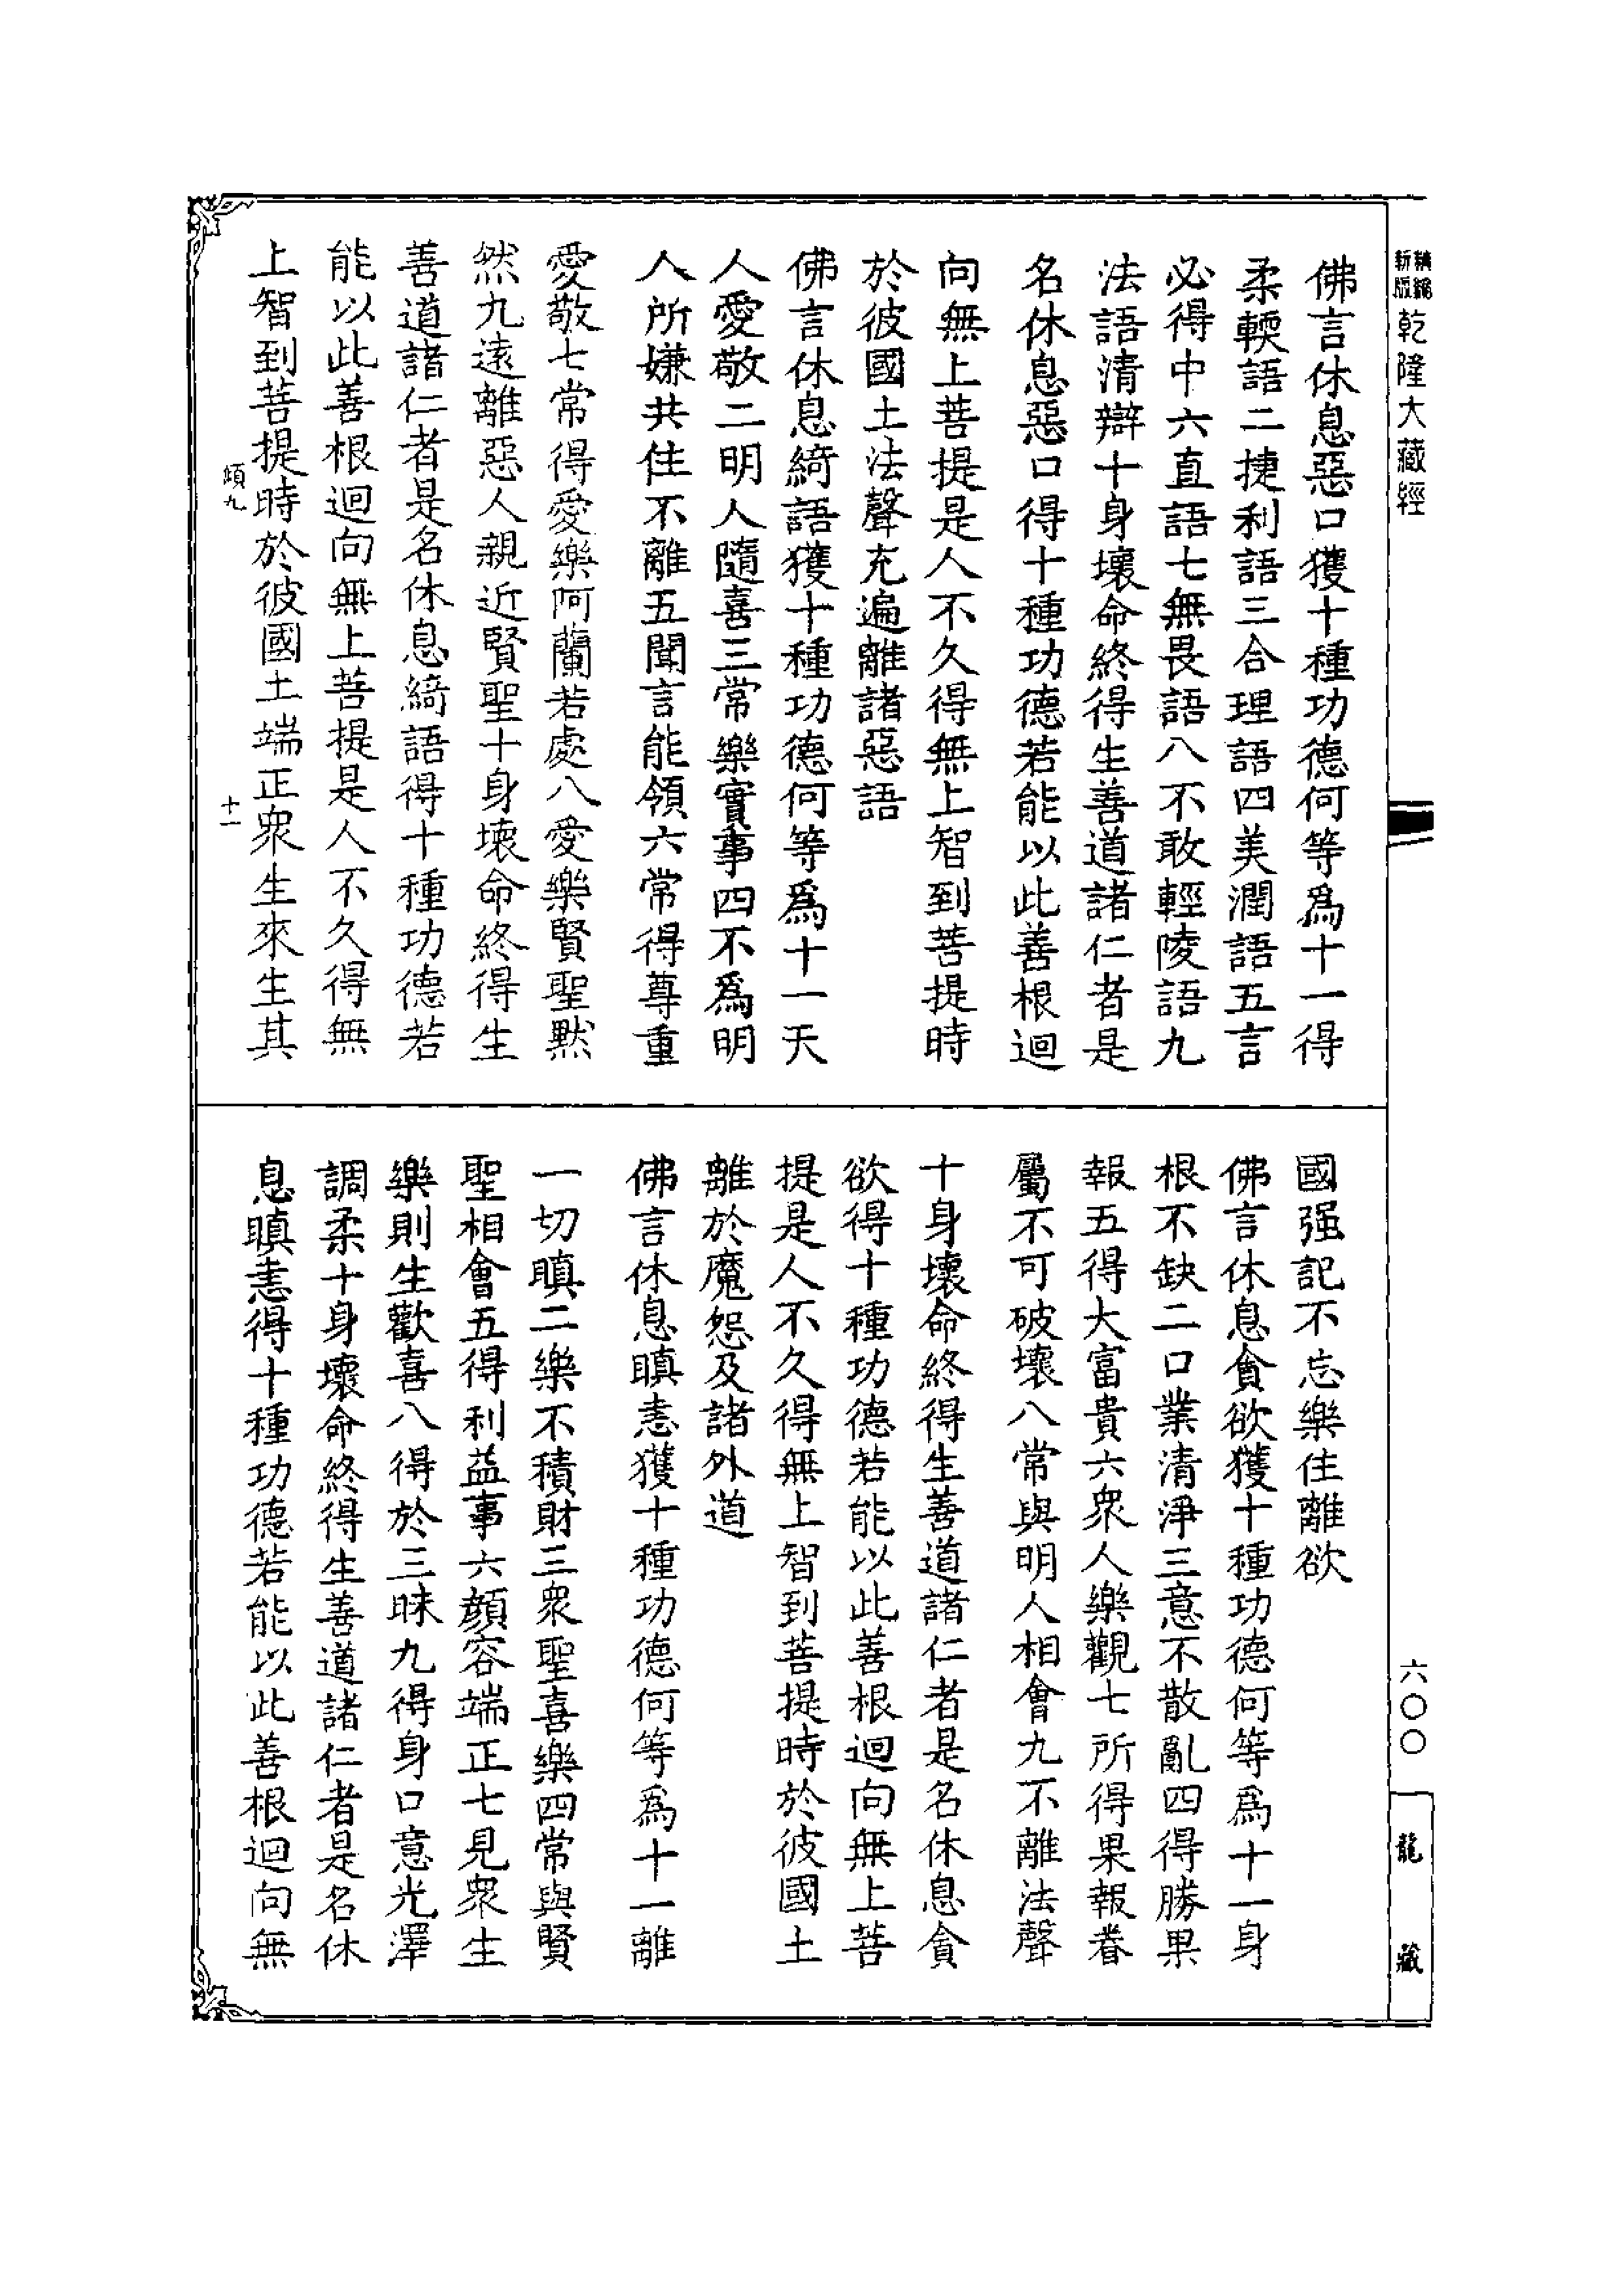 新版
精縮
乾隆大藏經
佛言休息惡口獲十種功德何等爲十一得
柔輭語二捷利語三合理語四美潤語五言
必得中六直語七無畏語八不敢輕陵語九
法語清辯十身壞命終得生善道諸仁者是
名休息惡口得十種功德若能以此善根迴
向無上菩提是人不久得無上智到菩提時
於彼國土法聲充遍離諸惡語
佛言休息綺語獲十種功德何等爲十一天
人愛敬二明人隨喜三常樂實事四不爲明
人所嫌共住不離五聞言能領六常得尊重
愛敬七常得愛樂阿蘭若處八愛樂賢聖默
然九遠離惡人親近賢聖十身壞命終得生
善道諸仁者是名休息綺語得十種功德若
能以此善根迴向無上菩提是人不久得無
上智到菩提時於彼國土端正衆生來生其
頃九
十一
國强記不忘樂住離欲
佛言休息貪欲獲十種功德何等爲十一身
根不缺二口業清淨三意不散亂四得勝果
報五得大富貴六衆人樂觀七所得果報眷
屬不可破壞八常與明人相會九不離法聲
十身壞命終得生善道諸仁者是名休息貪
欲得十種功德若能以此善根迴向無上菩
提是人不久得無上智到菩提時於彼國土
離於魔怨及諸外道
佛言休息瞋恚獲十種功德何等爲十一離
一切瞋二樂不積財三衆聖喜樂四常與賢
聖相會五得利益事六顏容端正七見衆生
樂則生歡喜八得於三昧九得身口意光澤
調柔十身壞命終得生善道諸仁者是名休
息瞋恚得十種功德若能以此善根迴向無
六〇〇
龍藏